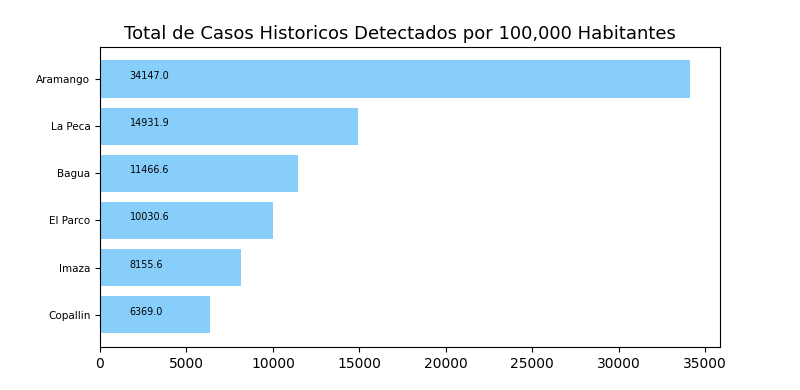 Total de Casos Historicos Detectados por 100,000 Habitantes
Aramango 34147.0
La Peca 14931.9
Bagua 11466.6
El Parco 10030.6
Imaza 8155.6
Copallin 6369.0
0 5000 10000 15000 20000 25000 30000 35000